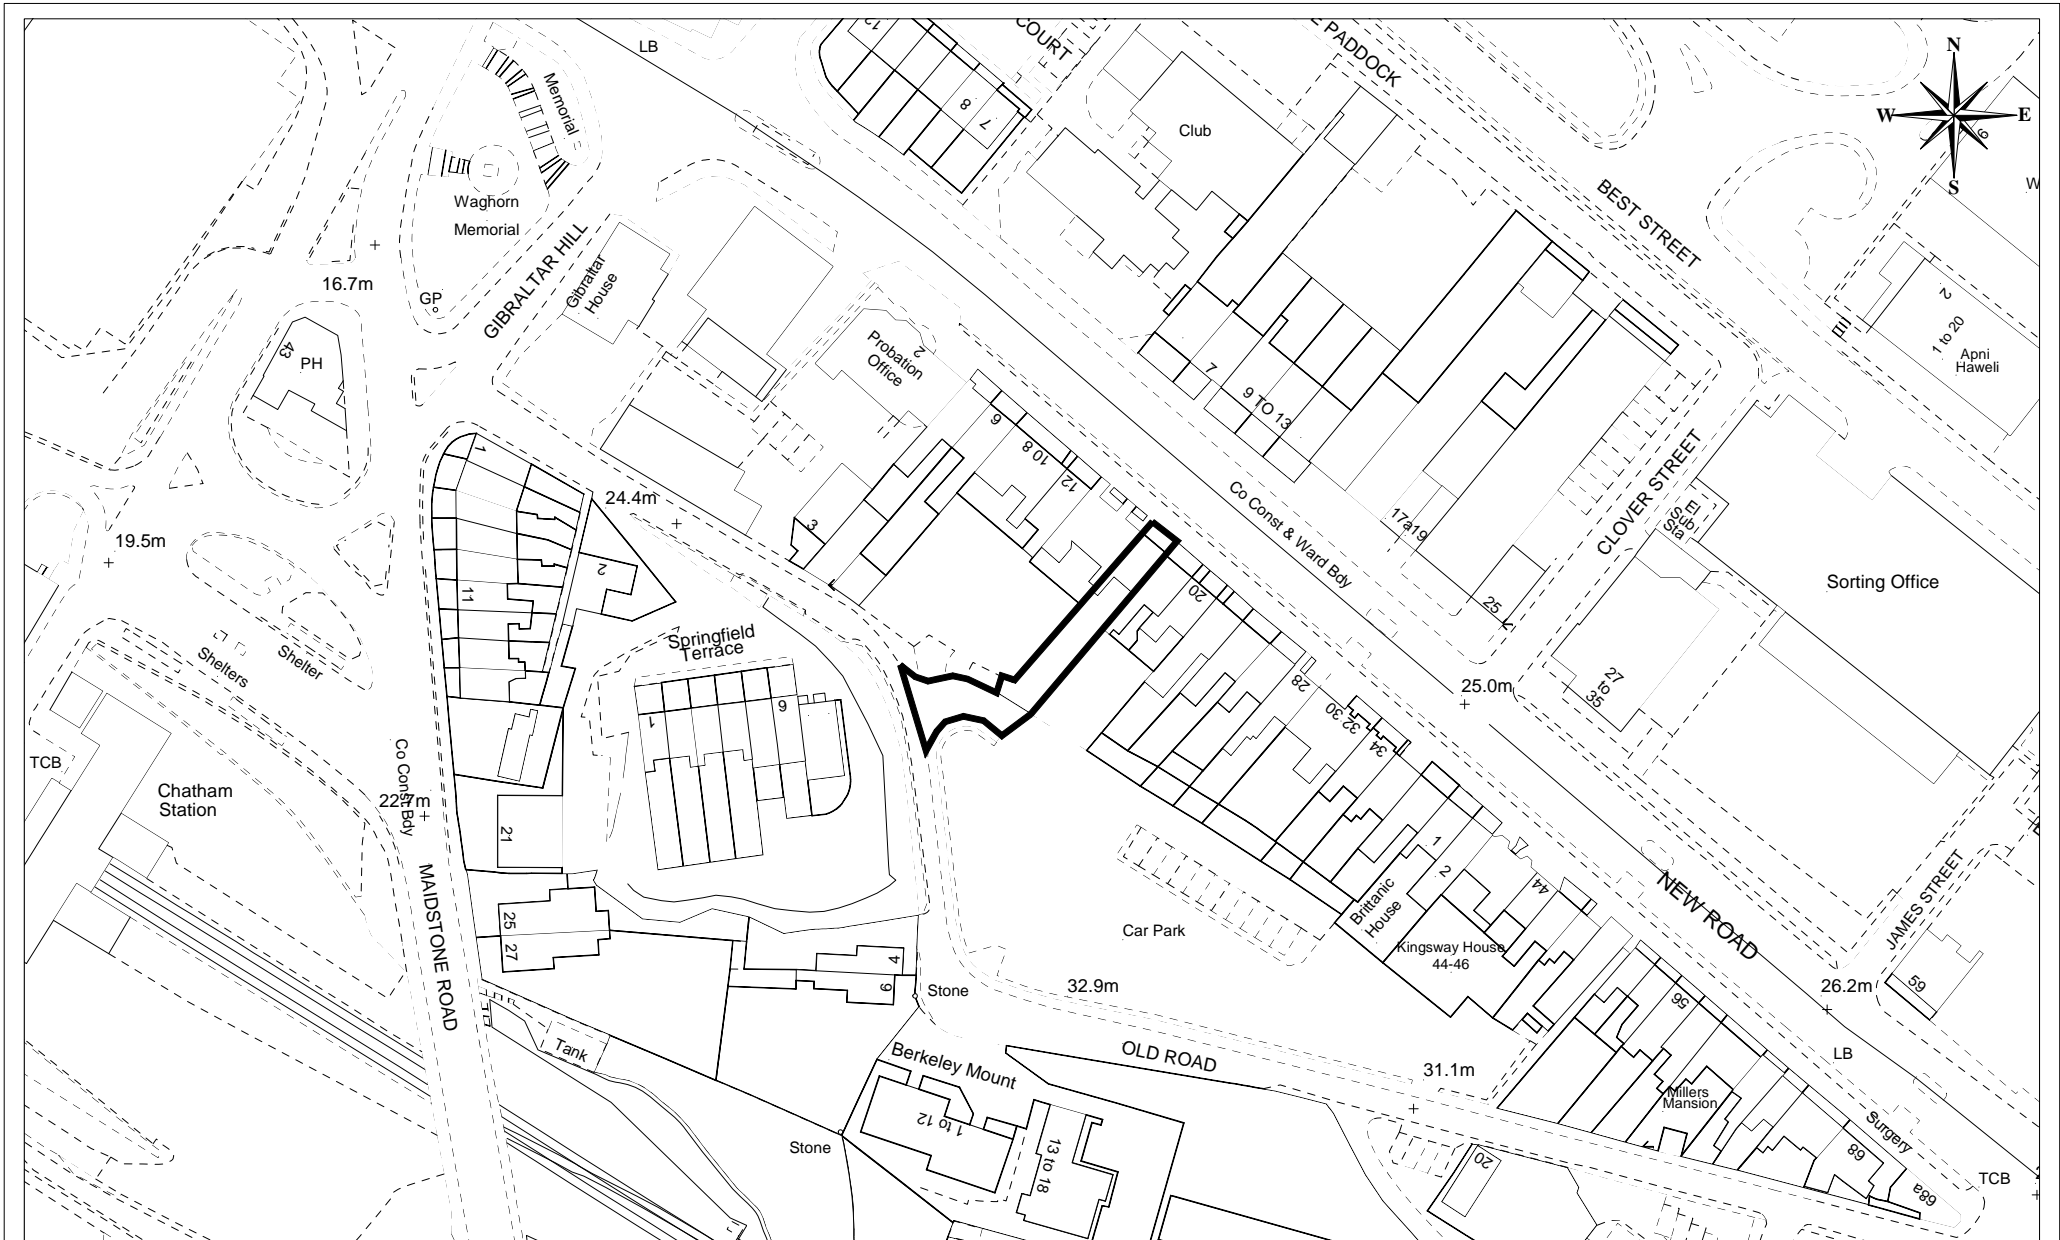 LB
12
COURT
E PADDOCK
N
W
E
S
6
W
Memorial
8
7
Club
Waghorn
Memorial
BEST STREET
GIBRALTAR HILL
Gibraltar
House
16.7m
GP
2
1 to 20
Apni
Haweli
43
PH
Probation
Office
2
7
9 TO 13
6
10 8
12
1
24.4m
3
Co Const & Ward Bdy
17a19
CLOVER STREET
El
Sub
Sta
19.5m
2
11
20
25
Sorting Office
Springfield
Terrace
Shelters
Shelter
28
25.0m
27
to
35
1
6
32 30
34
TCB
Chatham
Station
Co Const Bdy
22.7m
21
1
2
44
Brittanic
House
NEW ROAD
JAMES STREET
MAIDSTONE ROAD
25
27
Car Park
Kingsway House
44-46
4
6
Stone
32.9m
56
26.2m
59
Tank
Berkeley Mount
OLD ROAD
31.1m
LB
Millers
Mansion
1 to 12
13 to 18
Stone
Surgery
20
68
68a
TCB